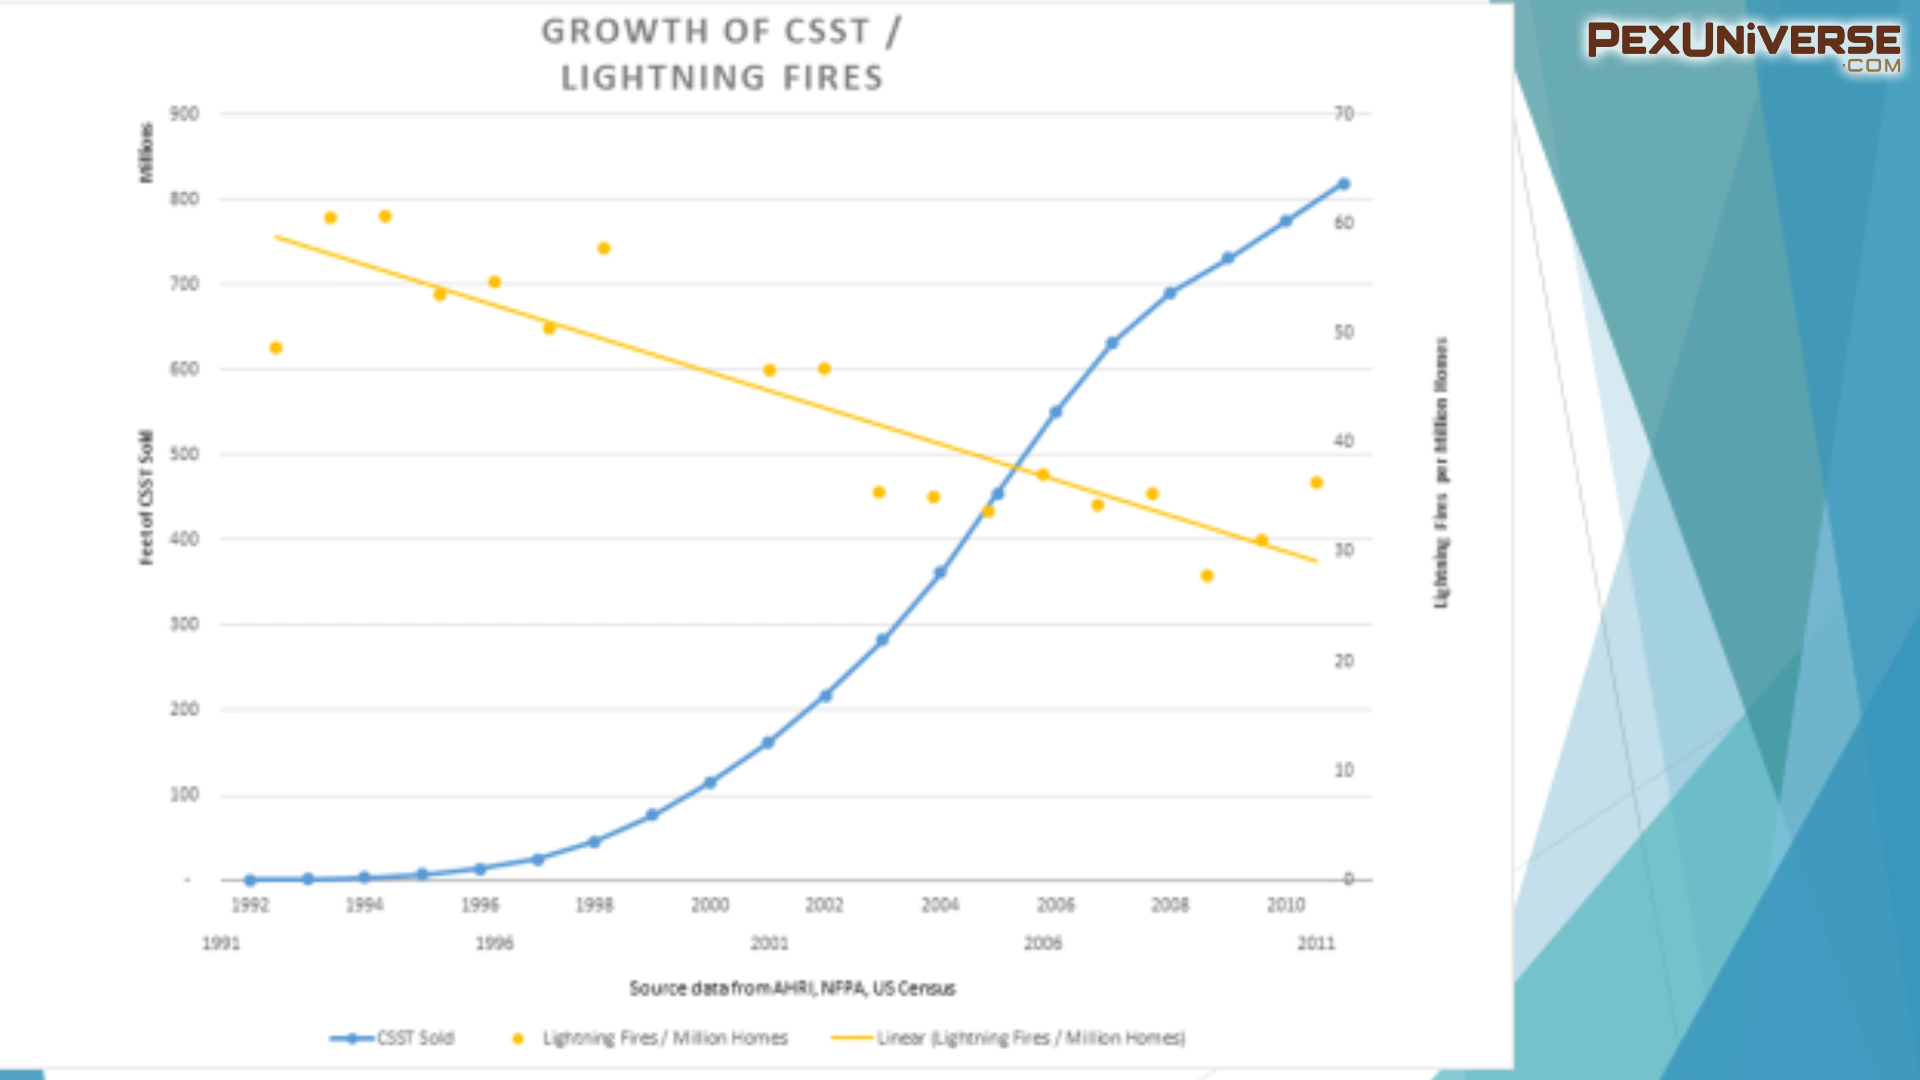 GROWTH OF CSST /
LIGHTNING FIRES
PEXUNiVERSE
.COM
Millions
Feet of CSST Sold
900
800
700
600
500
400
300
200
100
-
70
60
50
40
30
20
10
0
Lightning Fires per Million Homes
1992 1994 1996 1998 2000 2002 2004 2006 2008 2010
1991 1996 2001 2006 2011
Source data from AHRI, NFPA, US Census
CSST Sold Lightning Fires / Million Homes Linear (Lightning Fires / Million Homes)